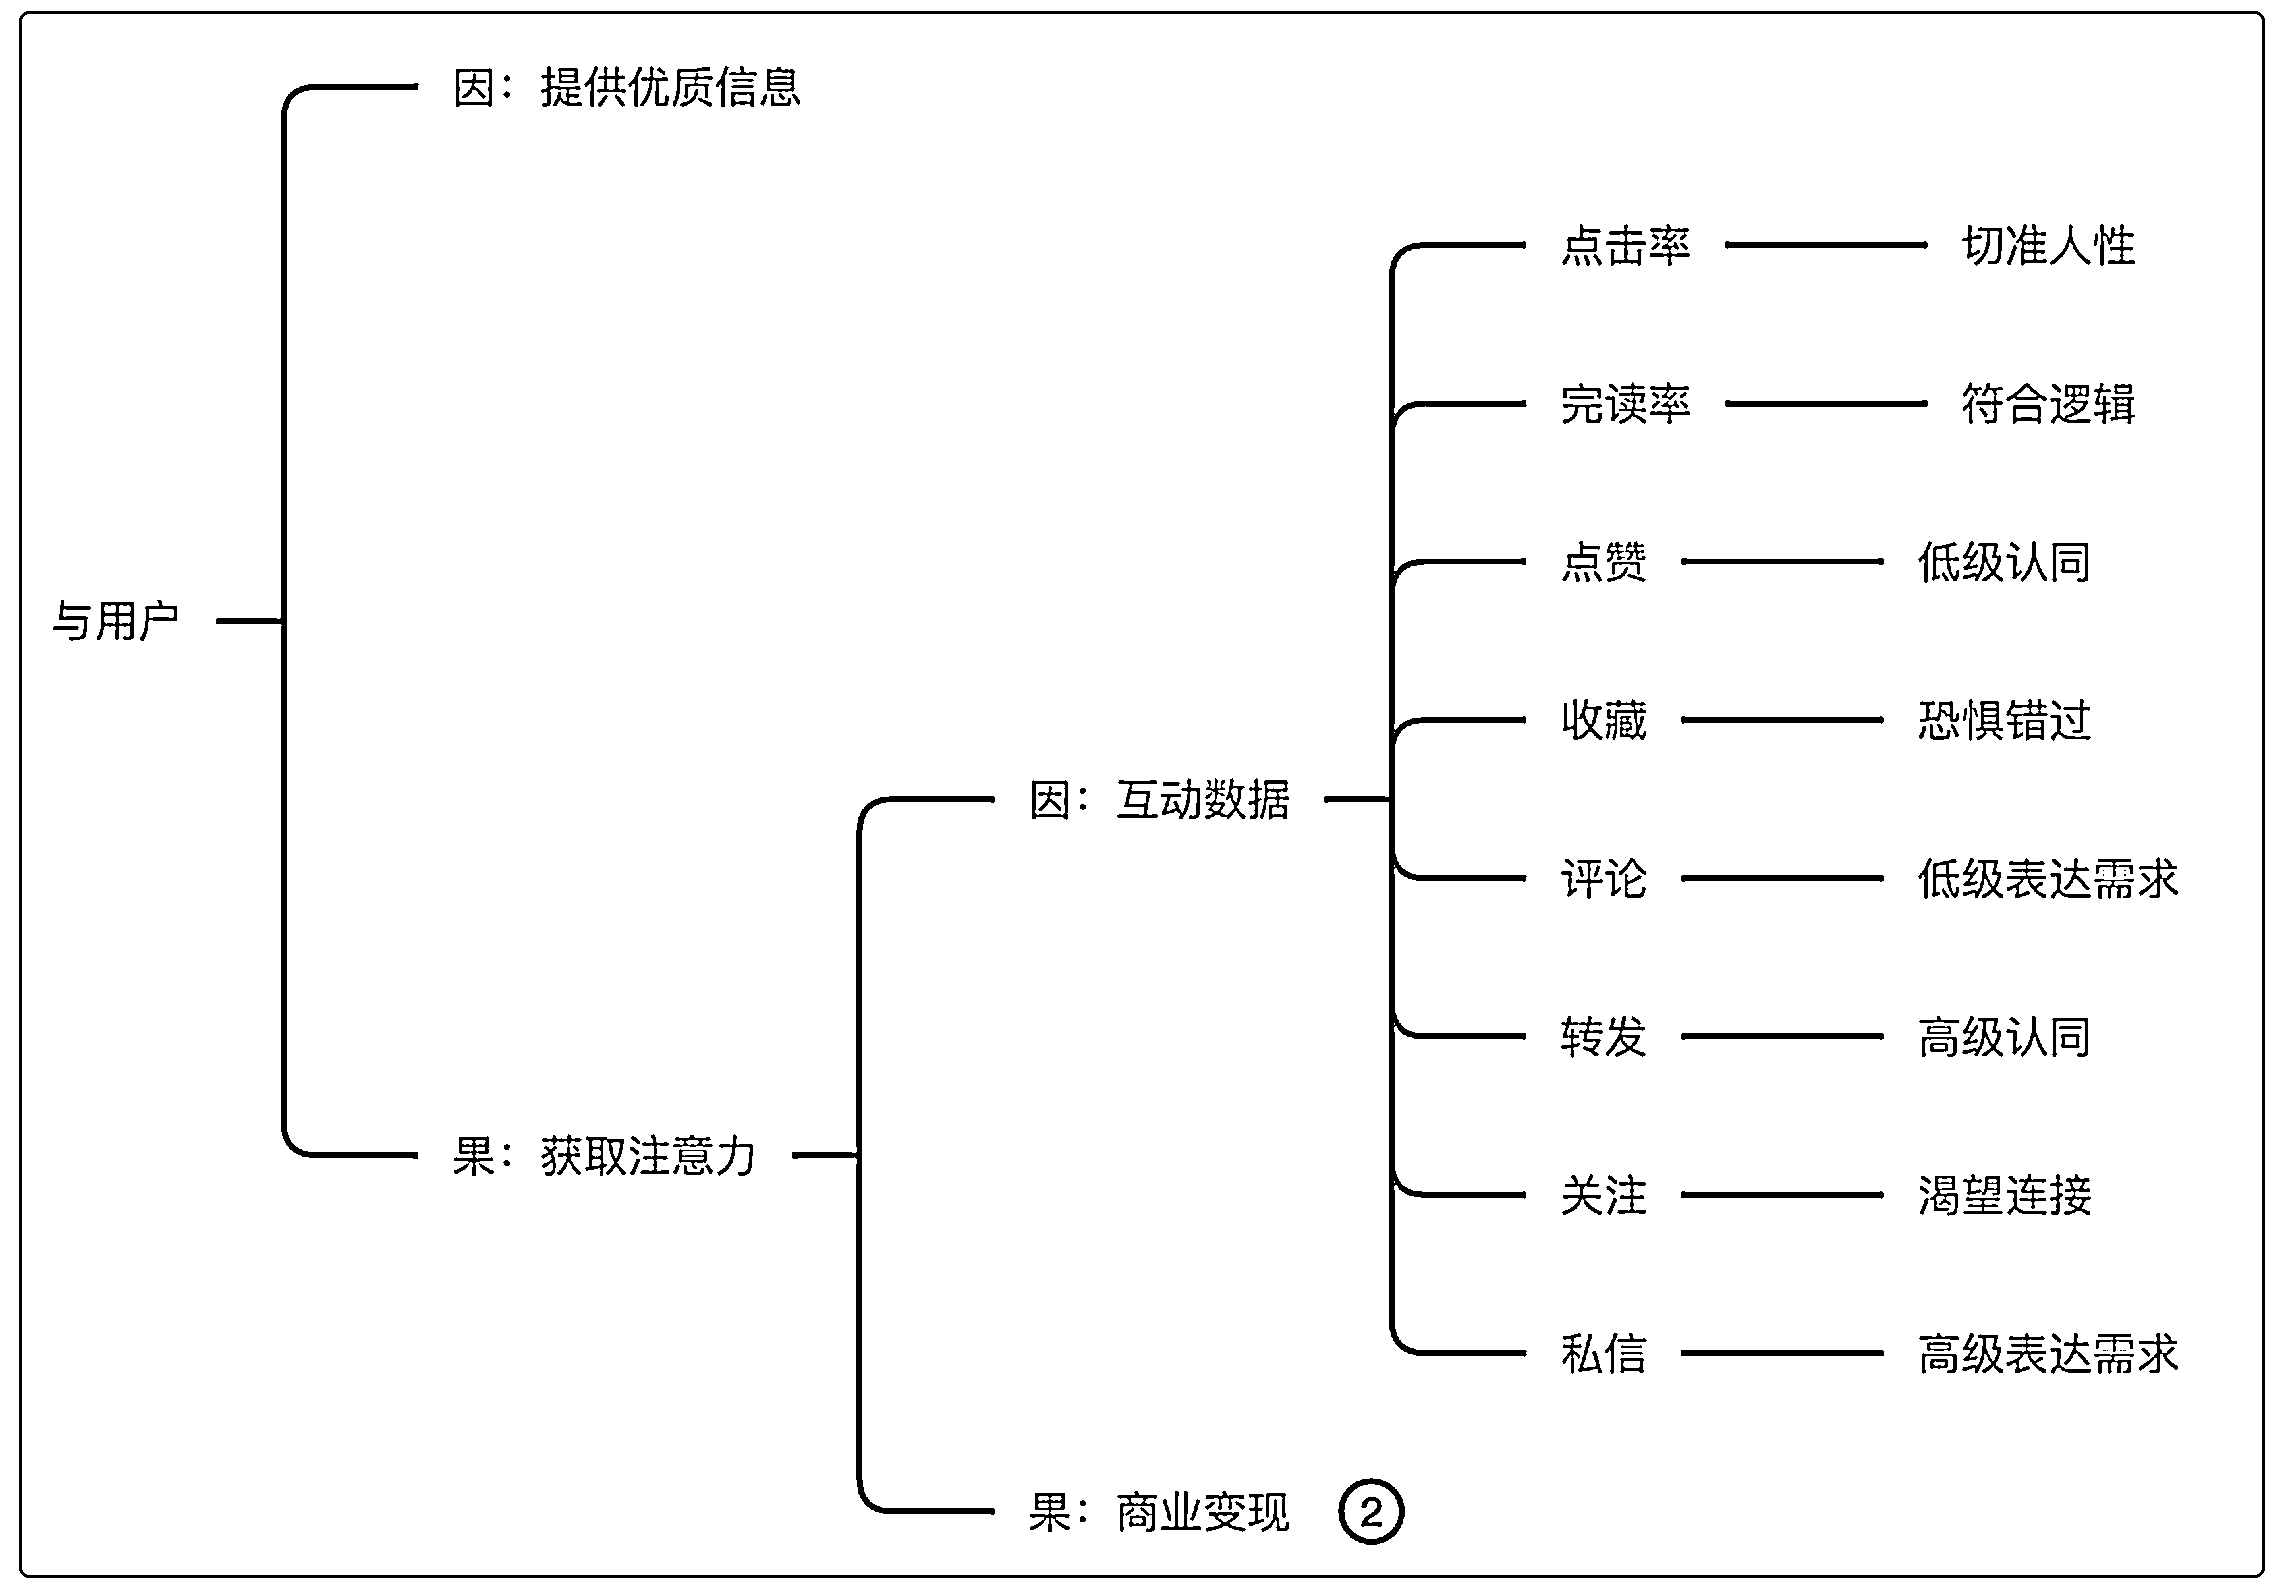 与用户
因：提供优质信息
果：获取注意力
因：互动数据
点击率
切准人性
完读率
符合逻辑
点赞
低级认同
收藏
恐惧错过
评论
低级表达需求
转发
高级认同
关注
渴望连接
私信
高级表达需求
果：商业变现
2